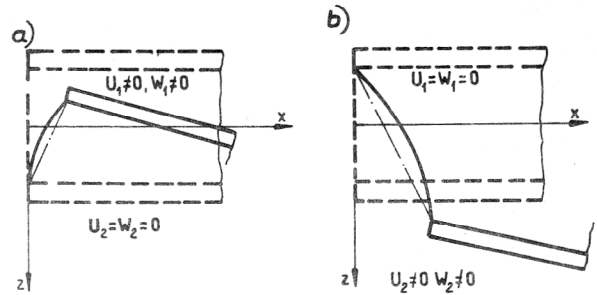 a)
U₁≠0, W₁≠0
x
U₂=W₂=0
z
b)
U₁=W₁=0
x
U₂≠0 W₂≠0
z